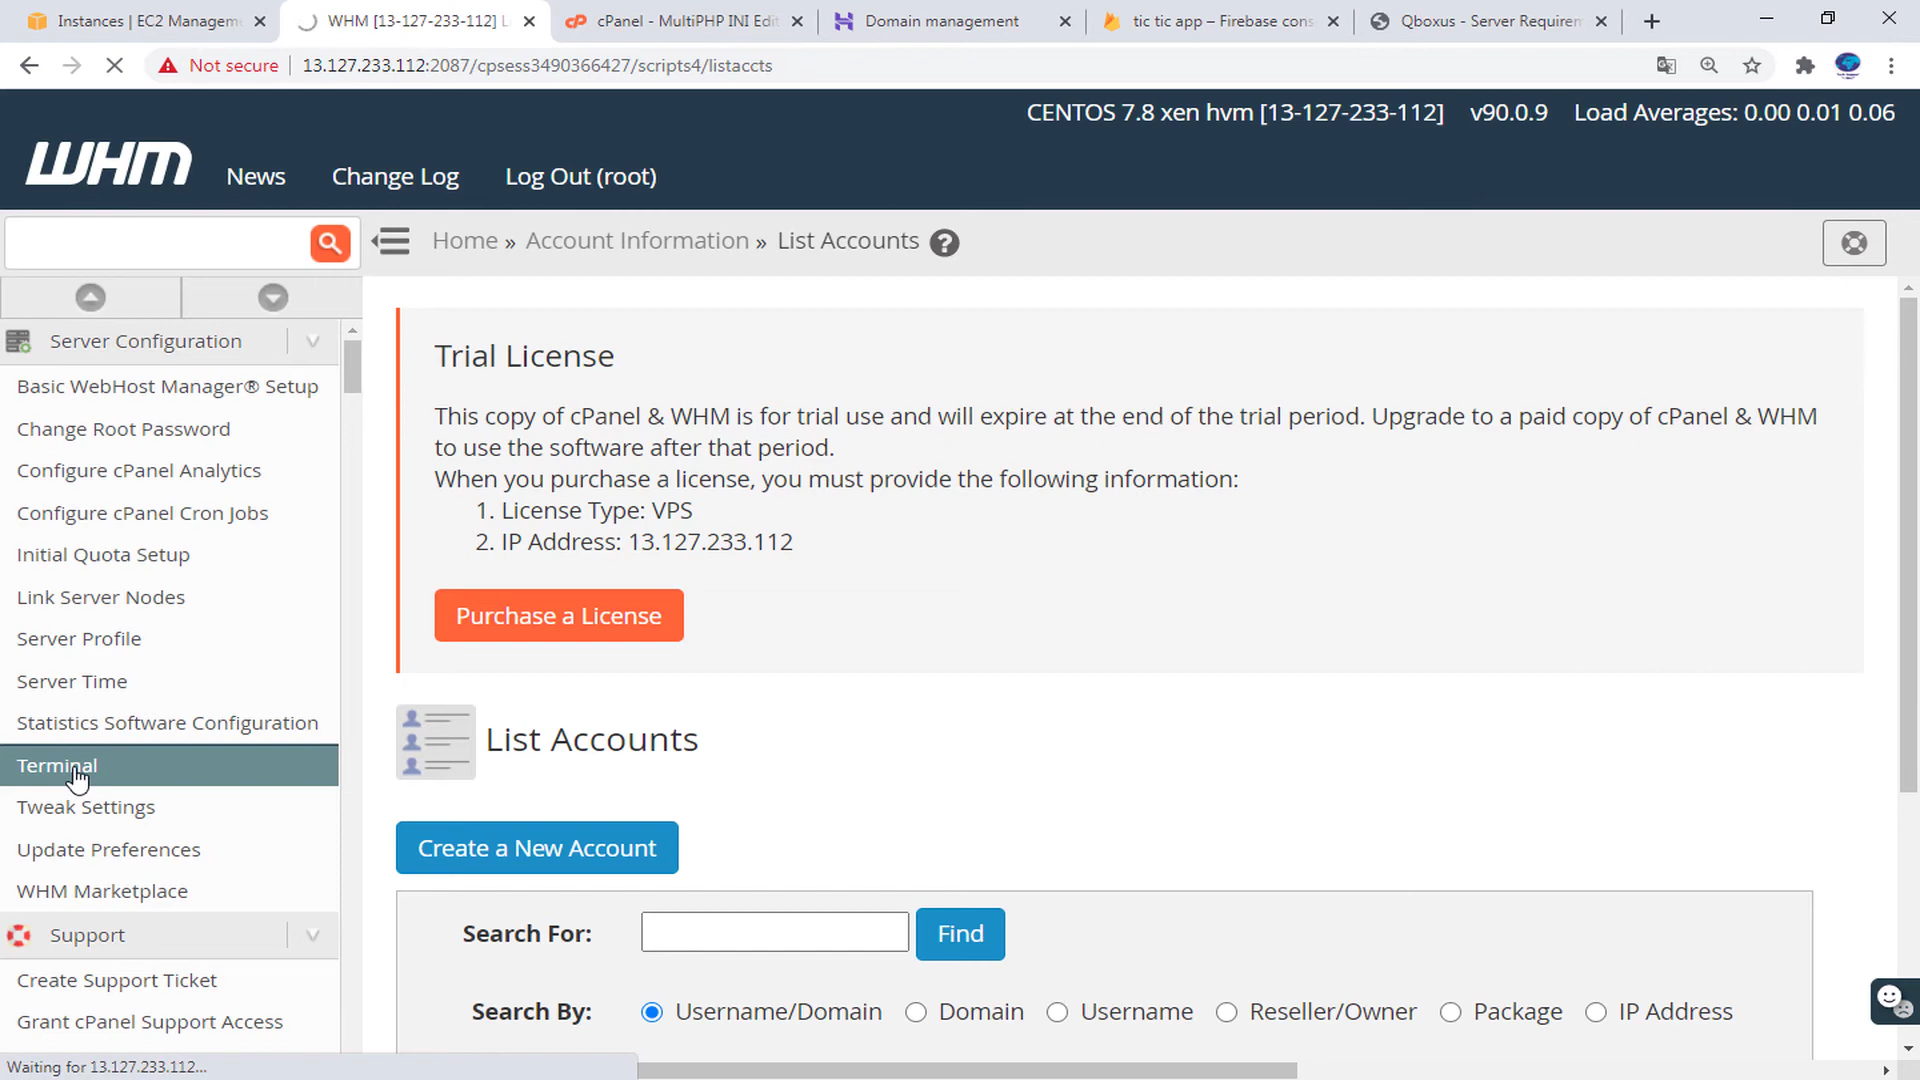 Instances | EC2 Managem
WHM [13-127-233-112] L
cPanel - MultiPHP INI Edit
Domain management
tic tic app – Firebase cons
Qboxus - Server Requirem
Not secure
13.127.233.112:2087/cpsess3490366427/scripts4/listaccts
CENTOS 7.8 xen hvm [13-127-233-112] v90.0.9 Load Averages: 0.00 0.01 0.06
WHM
News
Change Log
Log Out (root)
Home » Account Information » List Accounts
Server Configuration
Basic WebHost Manager® Setup
Change Root Password
Configure cPanel Analytics
Configure cPanel Cron Jobs
Initial Quota Setup
Link Server Nodes
Server Profile
Server Time
Statistics Software Configuration
Terminal
Tweak Settings
Update Preferences
WHM Marketplace
Support
Create Support Ticket
Grant cPanel Support Access
Waiting for 13.127.233.112...
Trial License
This copy of cPanel & WHM is for trial use and will expire at the end of the trial period. Upgrade to a paid copy of cPanel & WHM
to use the software after that period.
When you purchase a license, you must provide the following information:
1. License Type: VPS
2. IP Address: 13.127.233.112
Purchase a License
List Accounts
Create a New Account
Search For:
Find
Search By: Username/Domain Domain Username Reseller/Owner Package IP Address